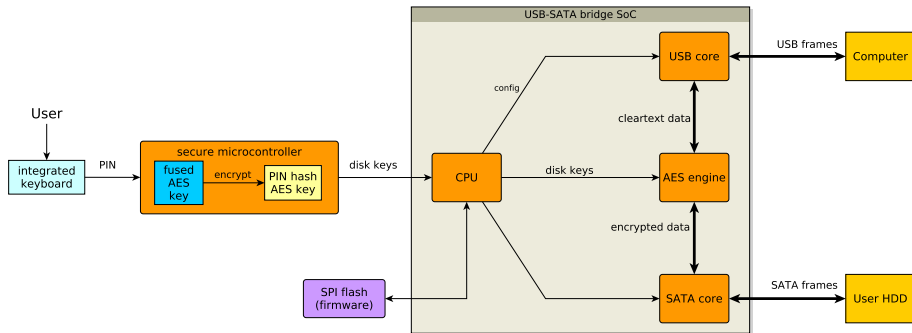 USB-SATA bridge SoC
USB core
USB frames
Computer
config
User
cleartext data
secure microcontroller
integrated
keyboard
PIN
fused
AES
key
encrypt
PIN hash
AES key
disk keys
CPU
disk keys
AES engine
encrypted data
SPI flash
(firmware)
SATA core
SATA frames
User HDD